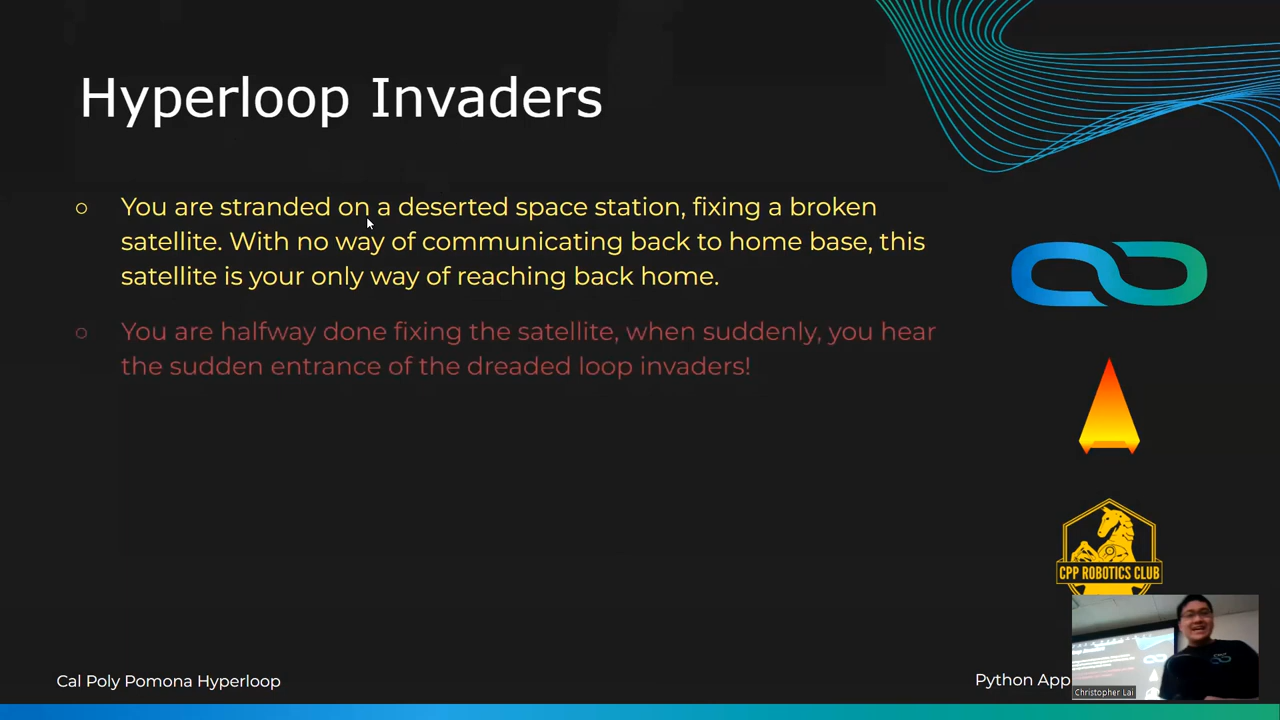 Hyperloop Invaders
○ You are stranded on a deserted space station, fixing a broken
satellite. With no way of communicating back to home base, this
satellite is your only way of reaching back home.
○ You are halfway done fixing the satellite, when suddenly, you hear
the sudden entrance of the dreaded loop invaders!
CPP ROBOTICS CLUB
Cal Poly Pomona Hyperloop
Python App
Christopher Lai